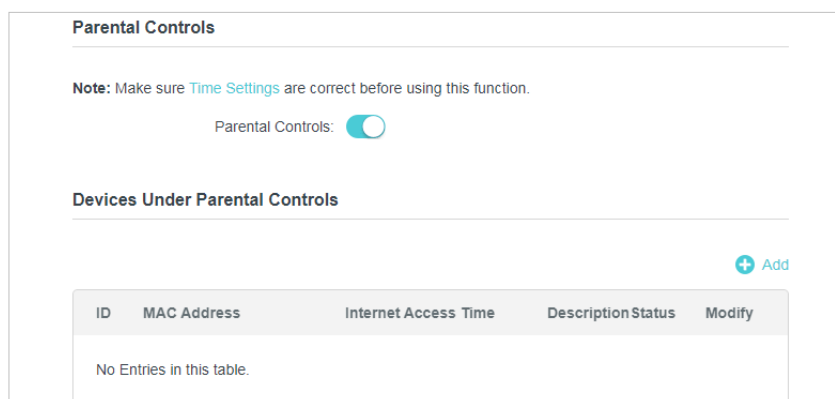 Parental Controls
Note: Make sure Time Settings are correct before using this function.
Parental Controls:
Devices Under Parental Controls
Add
ID MAC Address Internet Access Time Description Status Modify
No Entries in this table.